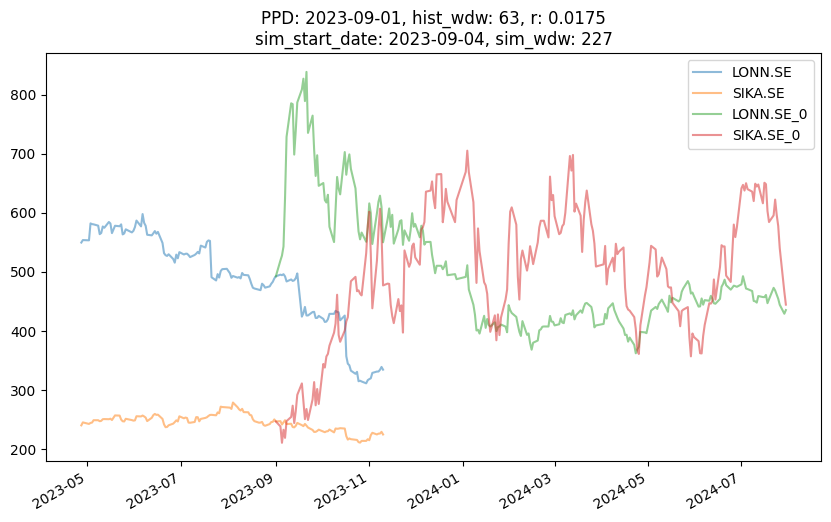 PPD: 2023-09-01, hist_wdw: 63, r: 0.0175
sim_start_date: 2023-09-04, sim_wdw: 227
LONN.SE
SIKA.SE
LONN.SE_0
SIKA.SE_0
800
700
600
500
400
300
200
2023-05
2023-07
2023-09
2023-11
2024-01
2024-03
2024-05
2024-07